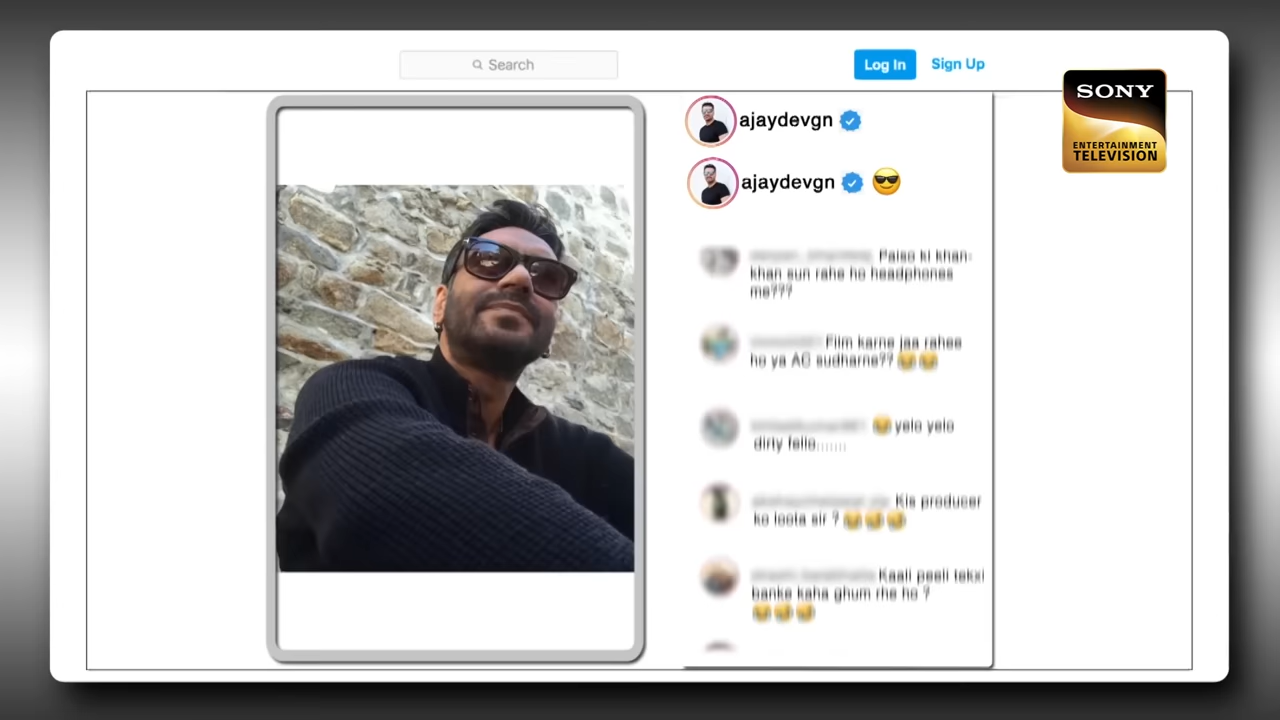 Search
Log In
Sign Up
SONY
ENTERTAINMENT
TELEVISION
ajaydevgn
ajaydevgn 😎
Paiso ki khan-
khan sun rahe ho headphones
me???
Film karne jaa rahee
ho ya AC sudharne?? 😂😂
😂 yelo yelo
dirty fello.......
Kis producer
ko loota sir ? 😂😂😂
Kaali peeli tekxi
banke kaha ghum rhe ho ?
😂😂😂